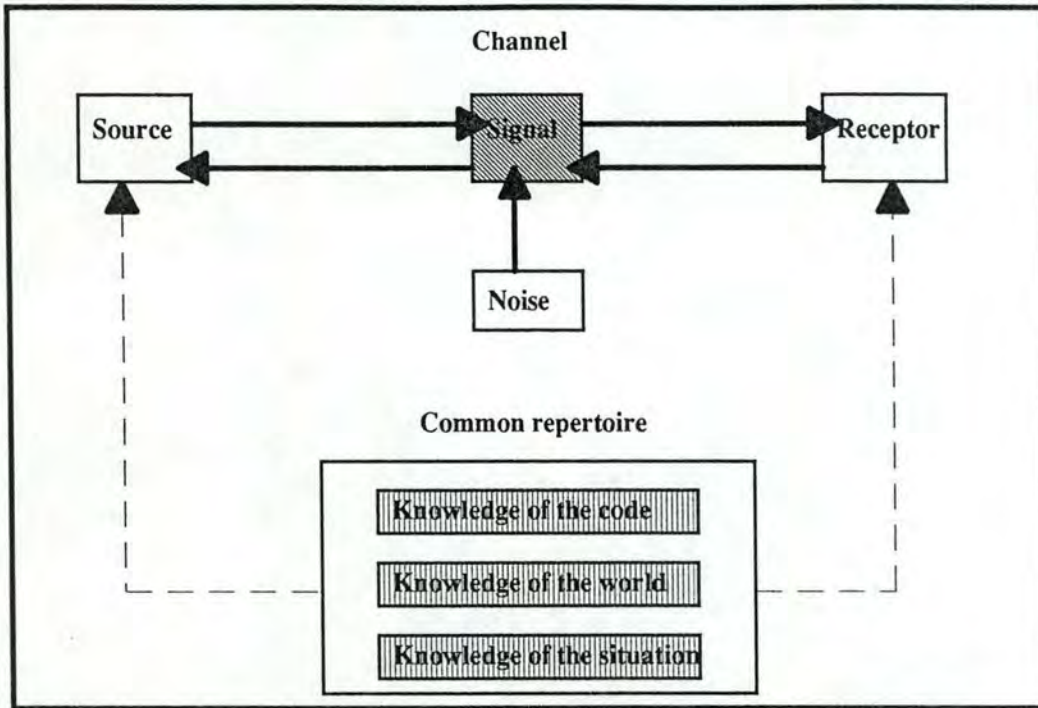 Channel
Source
Signal
Receptor
Noise
Common repertoire
Knowledge of the code
Knowledge of the world
Knowledge of the situation